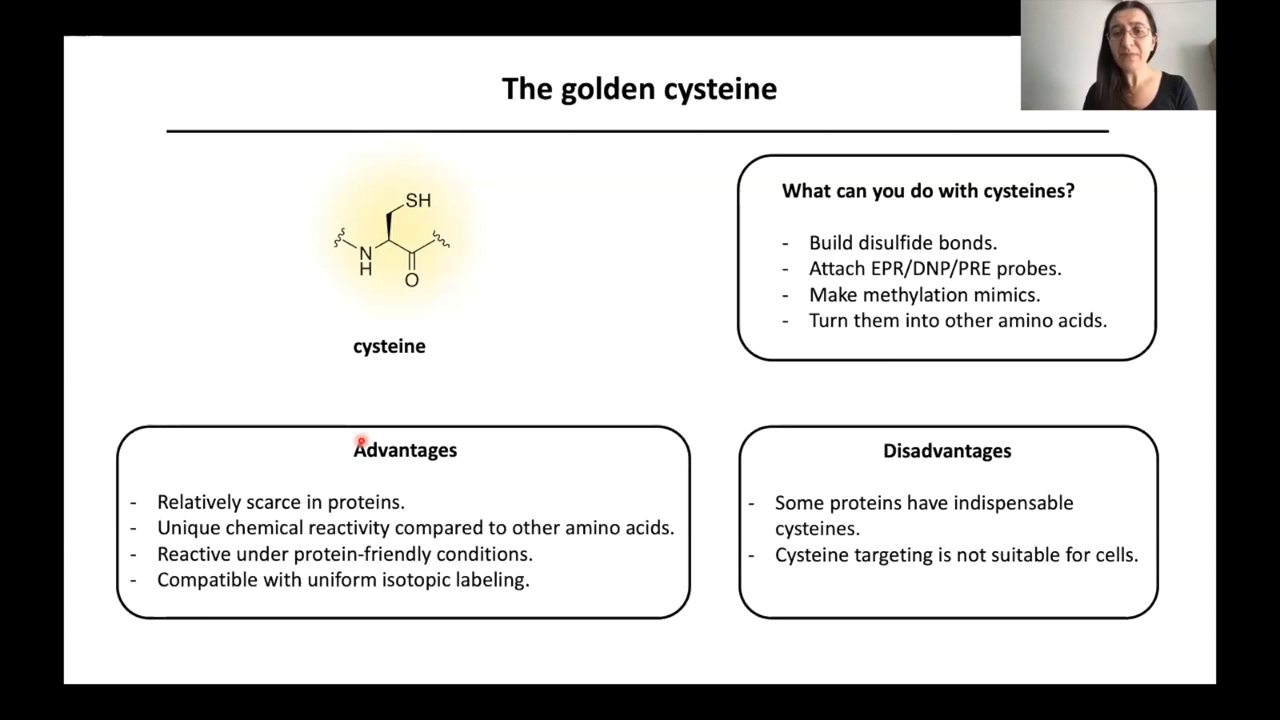 The golden cysteine
SH
N
H
O
cysteine
What can you do with cysteines?
- Build disulfide bonds.
- Attach EPR/DNP/PRE probes.
- Make methylation mimics.
- Turn them into other amino acids.
Advantages
- Relatively scarce in proteins.
- Unique chemical reactivity compared to other amino acids.
- Reactive under protein-friendly conditions.
- Compatible with uniform isotopic labeling.
Disadvantages
- Some proteins have indispensable
cysteines.
- Cysteine targeting is not suitable for cells.